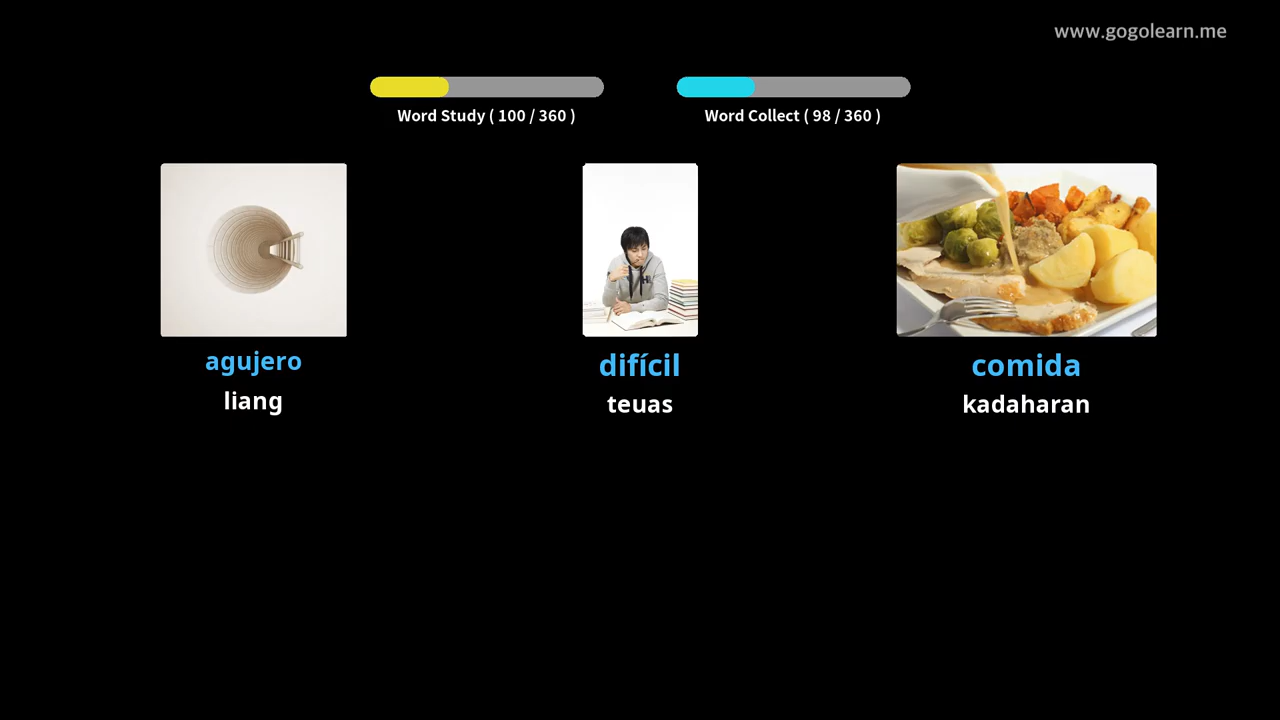 www.gogolearn.me
Word Study ( 100 / 360 )
Word Collect ( 98 / 360 )
agujero
liang
difícil
teuas
comida
kadaharan